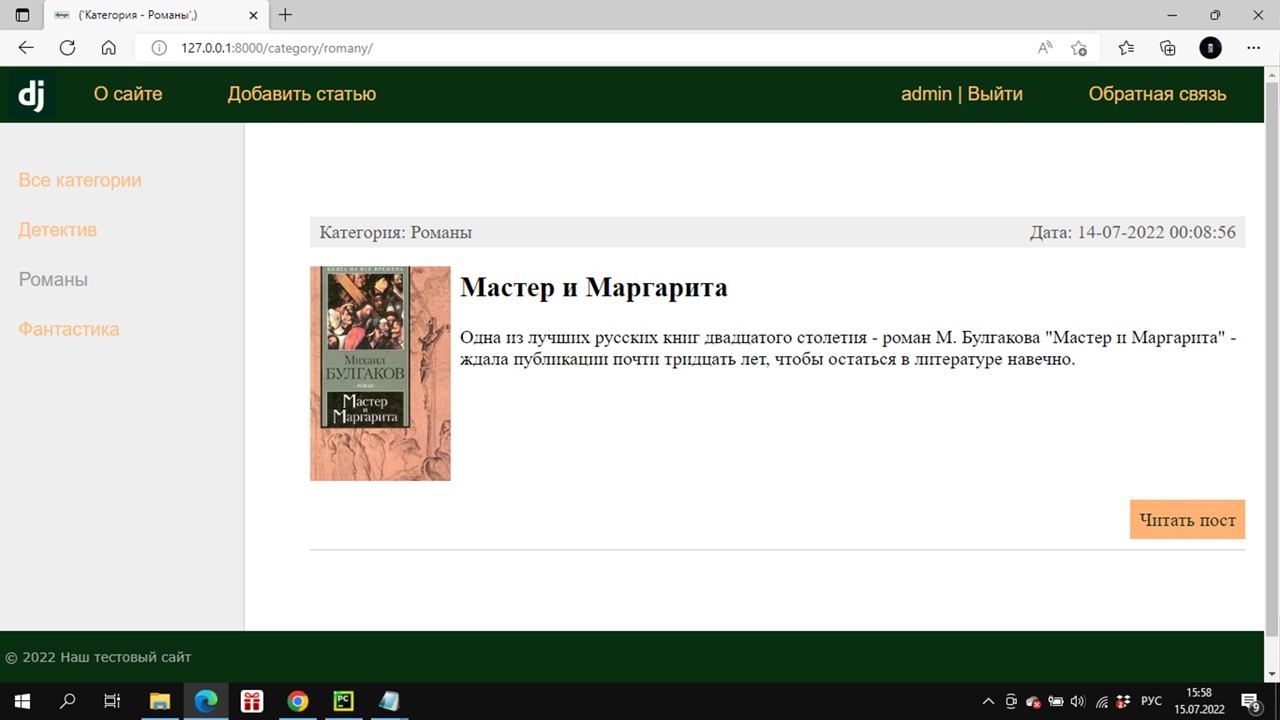 ('Категория - Романы',)
127.0.0.1:8000/category/romany/
dj
О сайте
Добавить статью
admin | Выйти
Обратная связь
Все категории
Детектив
Романы
Фантастика
Категория: Романы
Дата: 14-07-2022 00:08:56
КНИГА НА ВСЕ ВРЕМЕНА
Михаил
БУЛГАКОВ
РОМАН
Мастер
и
Маргарита
Мастер и Маргарита
Одна из лучших русских книг двадцатого столетия - роман М. Булгакова "Мастер и Маргарита" -
ждала публикации почти тридцать лет, чтобы остаться в литературе навечно.
Читать пост
© 2022 Наш тестовый сайт
PC
РУС
15:58
15.07.2022
9